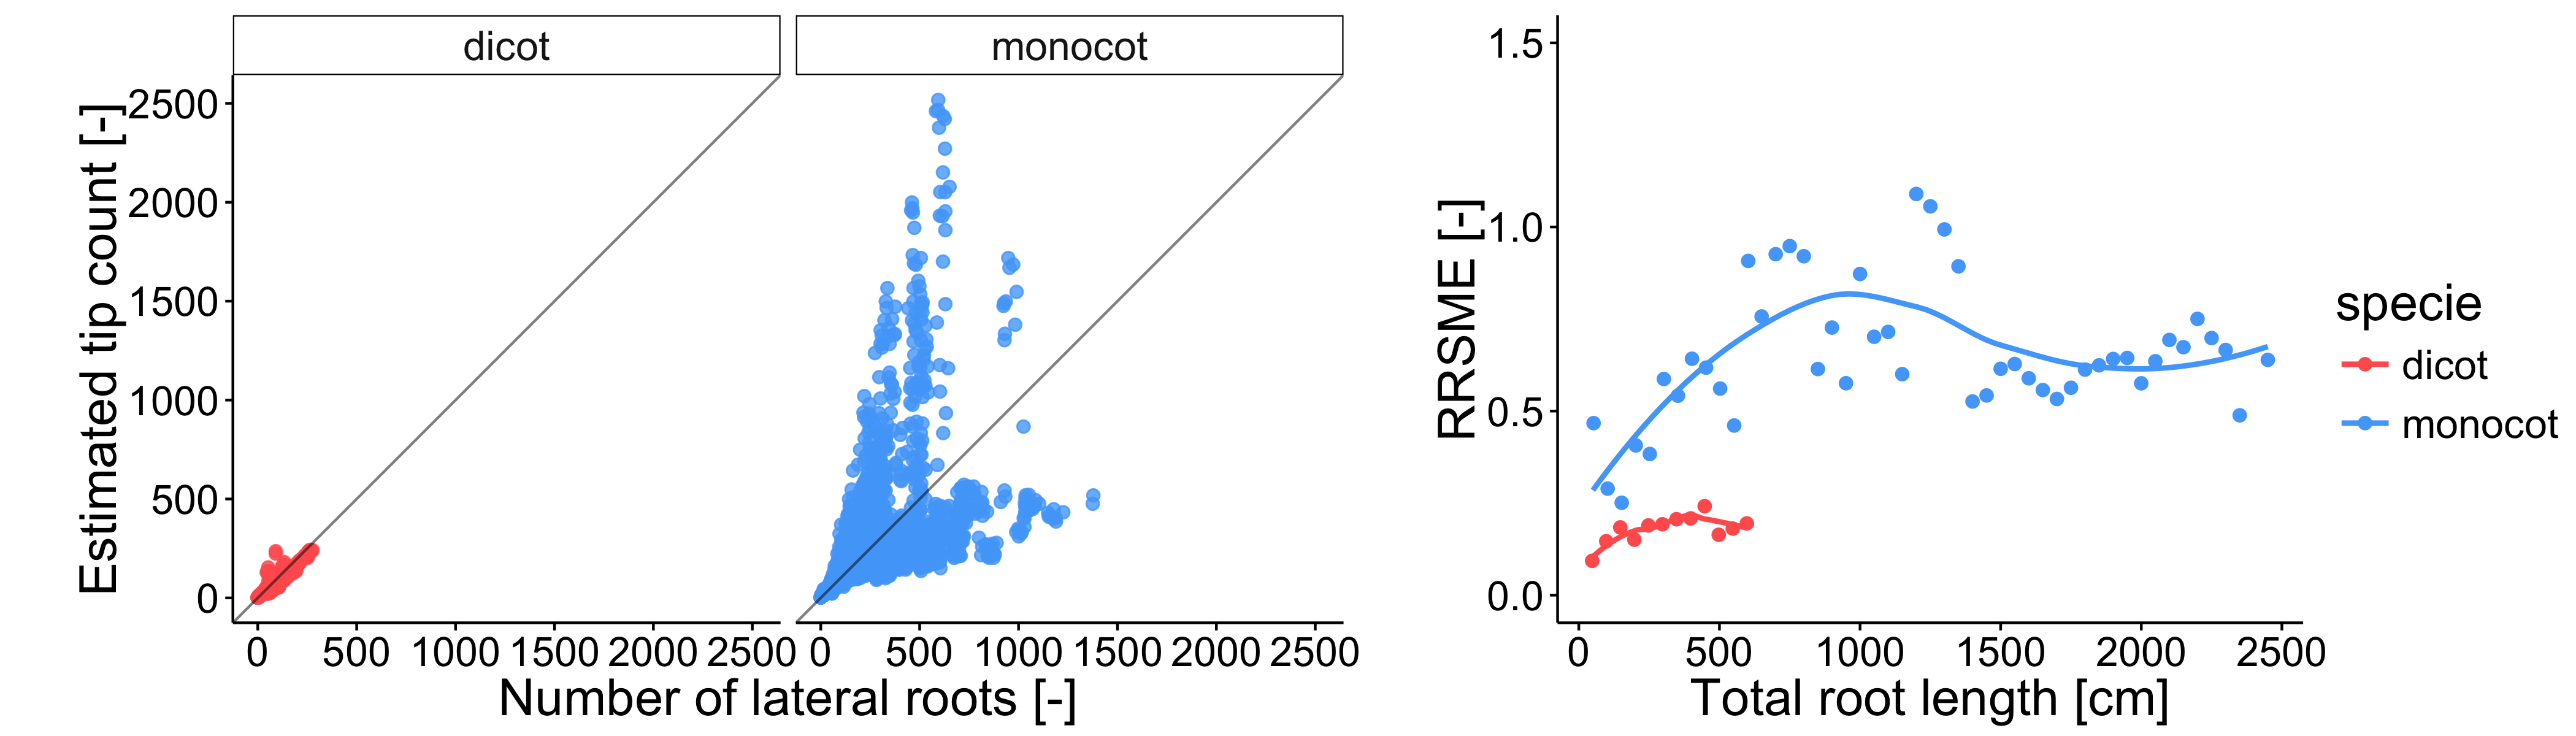 dicot
monocot
Estimated tip count [-]
2500
2000
1500
1000
500
0
0 500 1000 1500 2000 2500
0 500 1000 1500 2000 2500
Number of lateral roots [-]
RRSME [-]
1.5
1.0
0.5
0.0
0 500 1000 1500 2000 2500
Total root length [cm]
specie
dicot
monocot